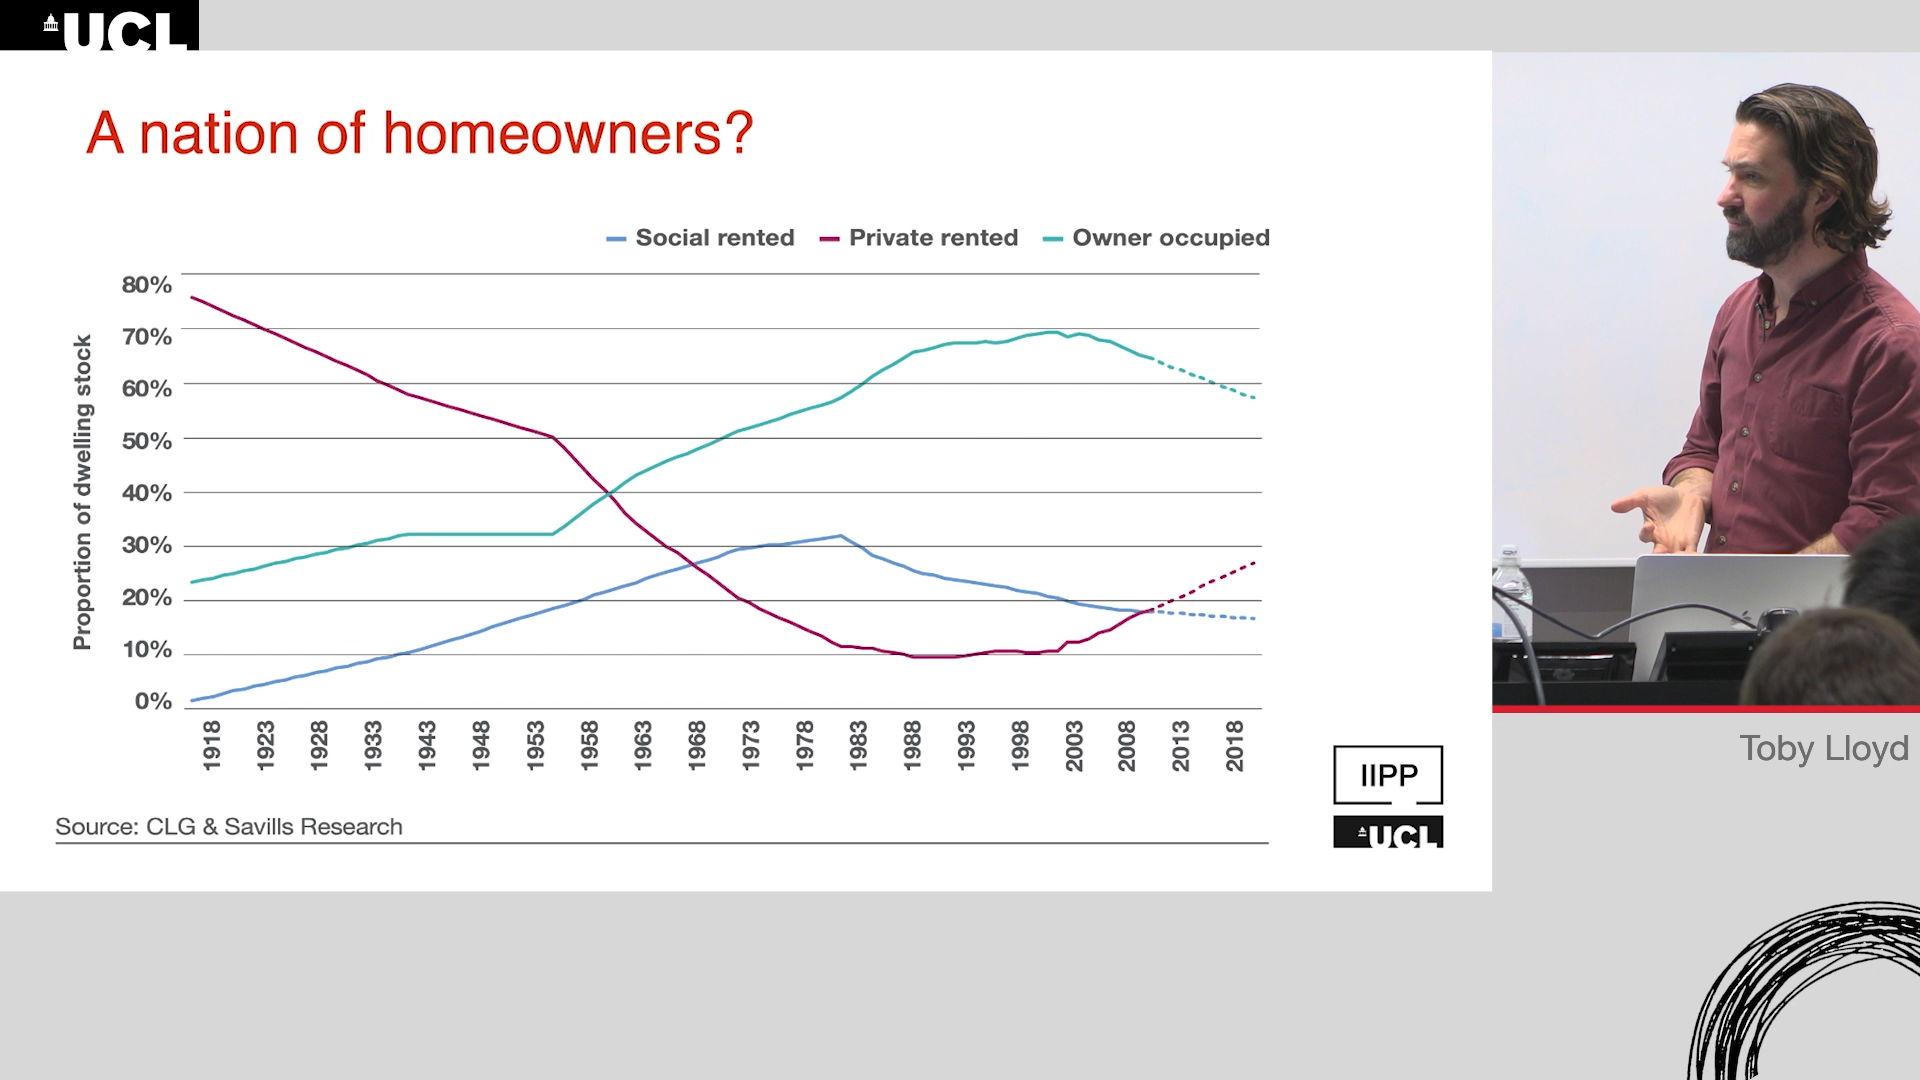 UCL
A nation of homeowners?
Social rented Private rented Owner occupied
Proportion of dwelling stock
80%
70%
60%
50%
40%
30%
20%
10%
0%
1918 1923 1928 1933 1943 1948 1953 1958 1963 1968 1973 1978 1983 1988 1993 1998 2003 2008 2013 2018
Source: CLG & Savills Research
IIPP
UCL
Toby Lloyd